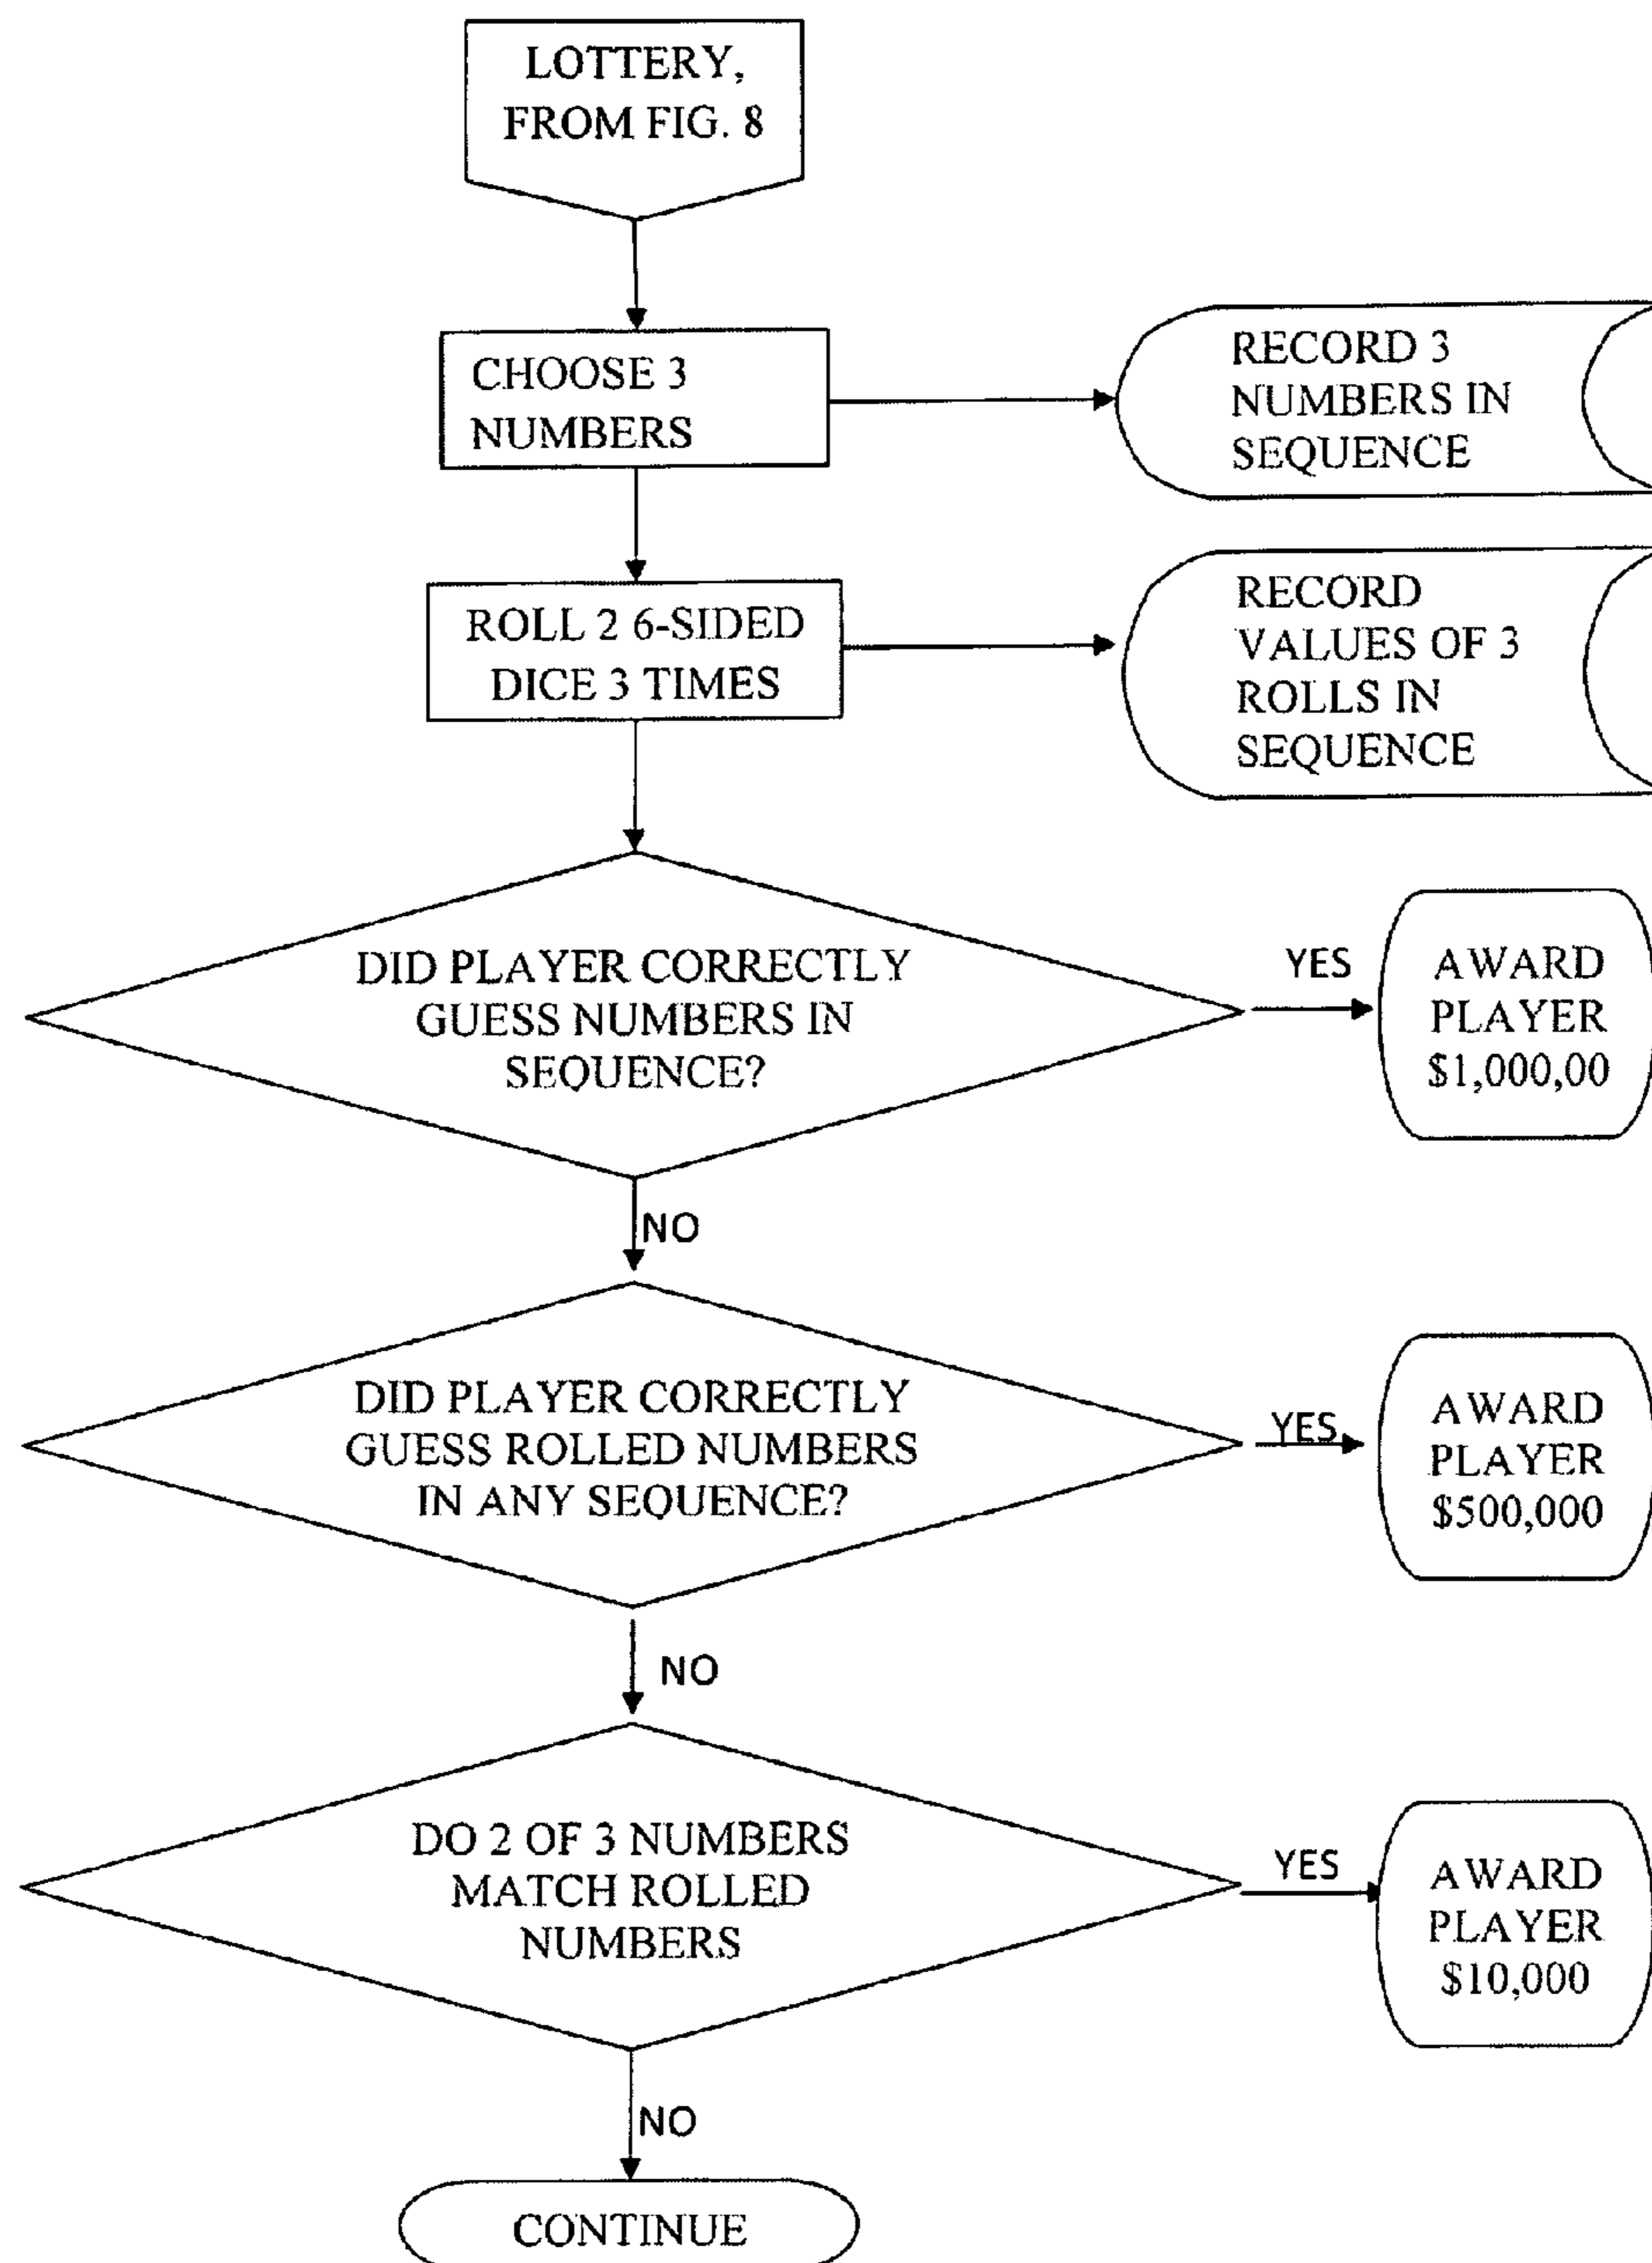 LOTTERY,
FROM FIG. 8
CHOOSE 3
NUMBERS
RECORD 3
NUMBERS IN
SEQUENCE
ROLL 2 6-SIDED
DICE 3 TIMES
RECORD
VALUES OF 3
ROLLS IN
SEQUENCE
DID PLAYER CORRECTLY
GUESS NUMBERS IN
SEQUENCE?
YES
AWARD
PLAYER
$1,000,00
NO
DID PLAYER CORRECTLY
GUESS ROLLED NUMBERS
IN ANY SEQUENCE?
YES
AWARD
PLAYER
$500,000
NO
DO 2 OF 3 NUMBERS
MATCH ROLLED
NUMBERS
YES
AWARD
PLAYER
$10,000
NO
CONTINUE